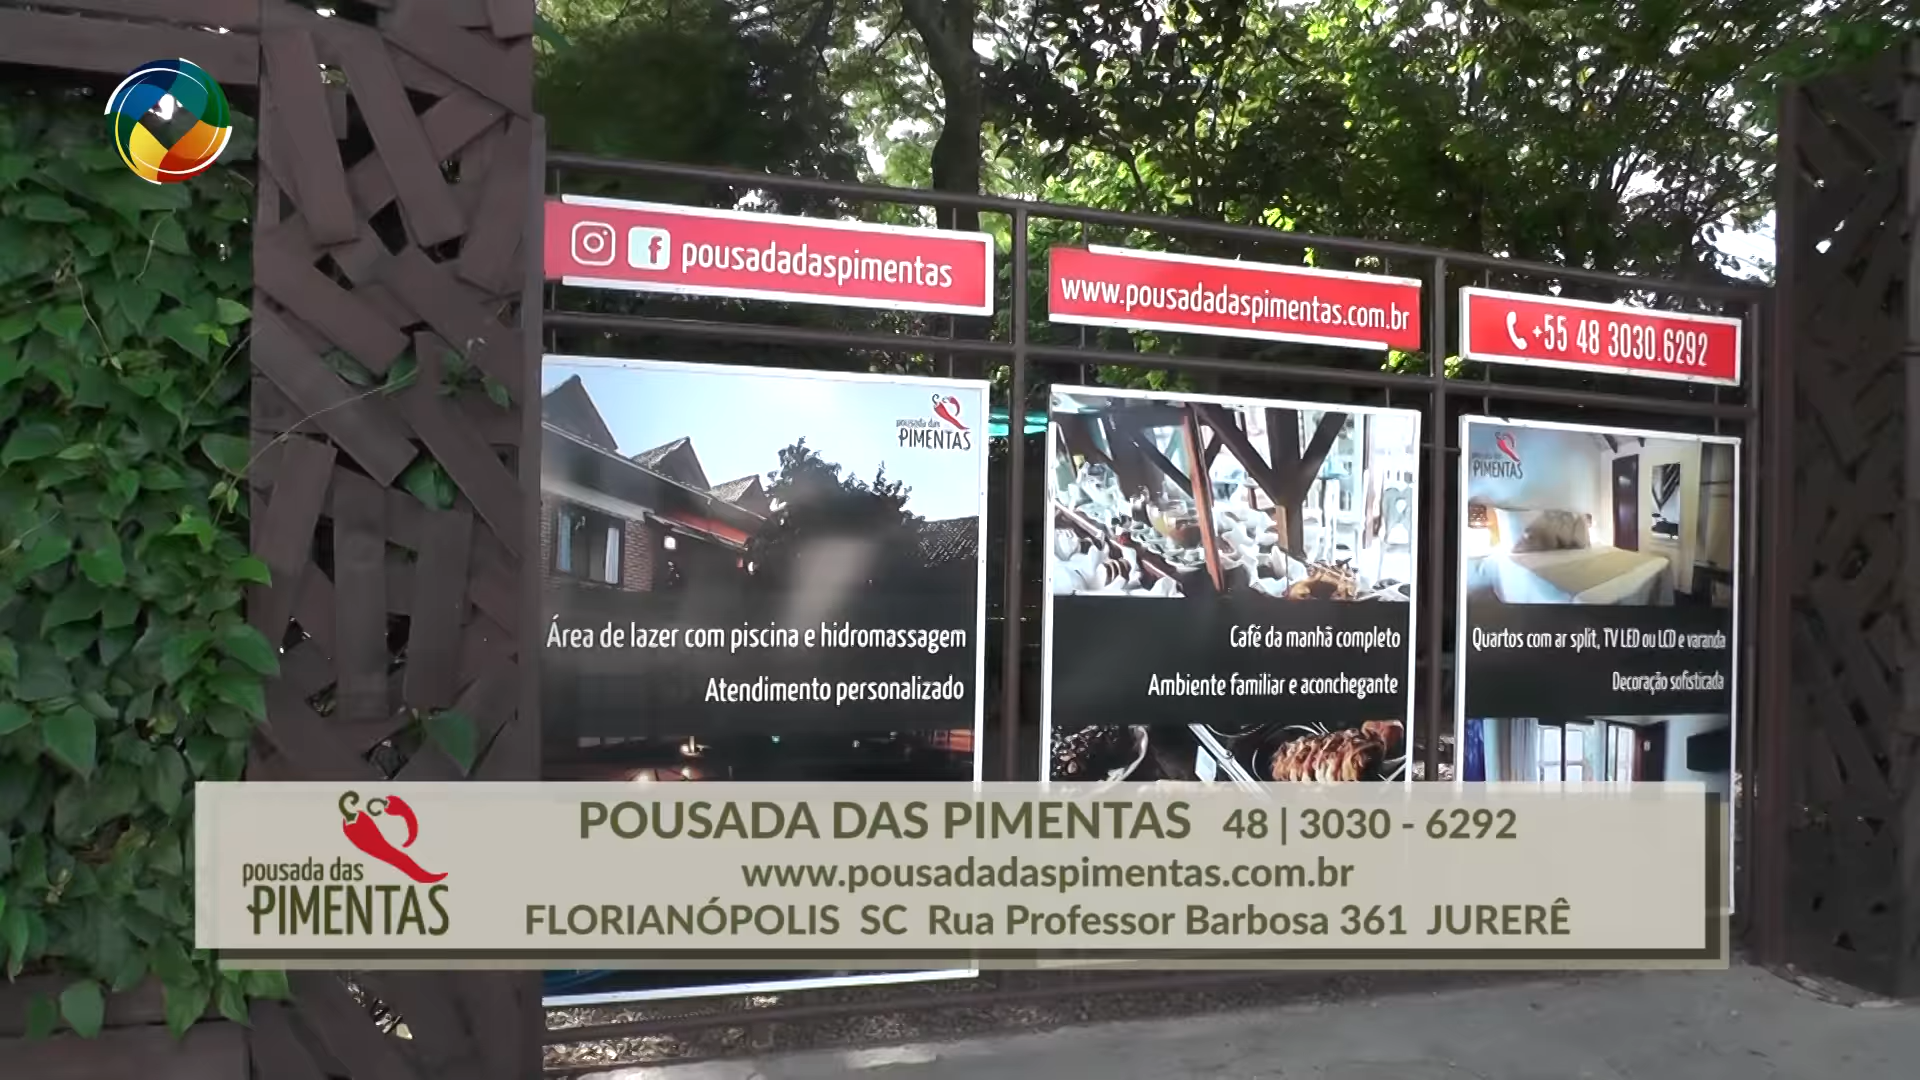 pousadadaspimentas
www.pousadadaspimentas.com.br
+55 48 3030.6292
pousada das
PIMENTAS
pousada das
PIMENTAS
Área de lazer com piscina e hidromassagem
Atendimento personalizado
Café da manhã completo
Ambiente familiar e aconchegante
Quartos com ar split, TV LED ou LCD e varanda
Decoração sofisticada
pousada das
PIMENTAS
POUSADA DAS PIMENTAS 48 | 3030 - 6292
www.pousadadaspimentas.com.br
FLORIANÓPOLIS SC Rua Professor Barbosa 361 JURERÊ